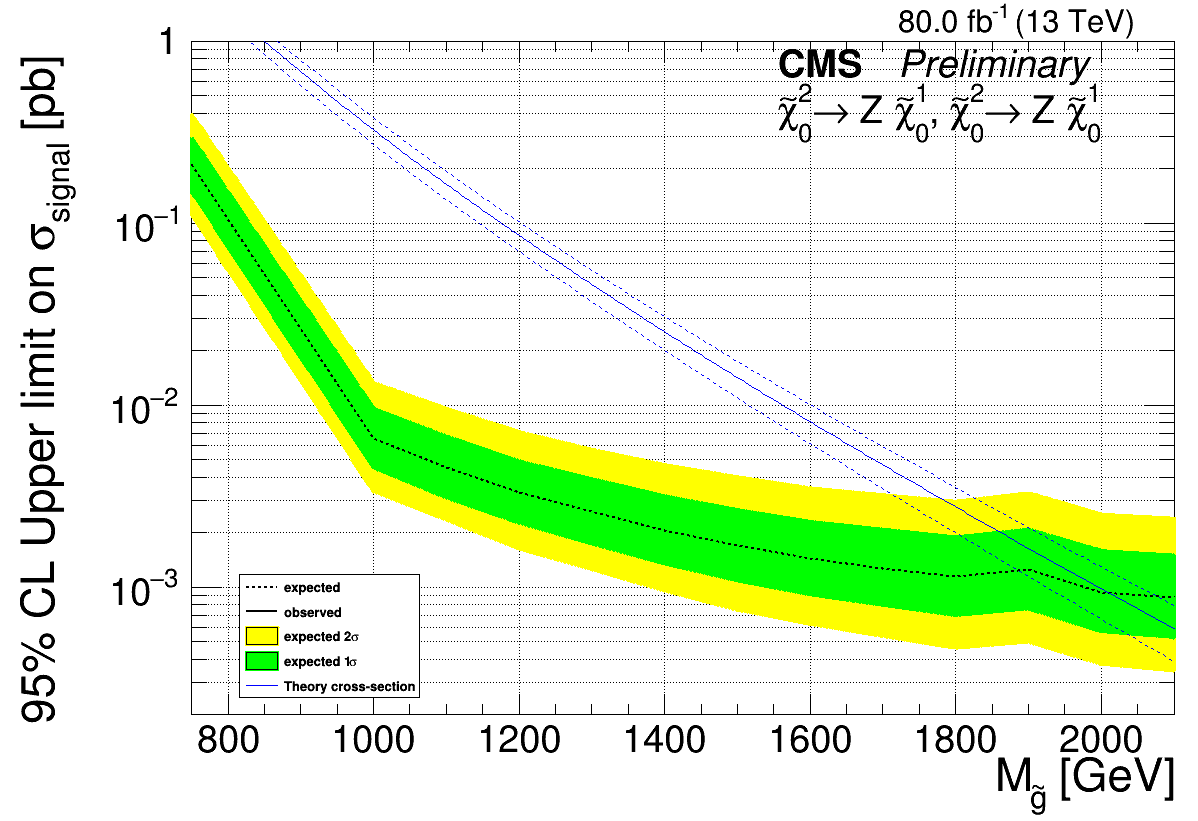 80.0 fb⁻¹ (13 TeV)
CMS Preliminary
χ̃²₀→ Z χ̃¹₀, χ̃²₀→ Z χ̃¹₀
95% CL Upper limit on σsignal [pb]
1
10⁻¹
10⁻²
10⁻³
expected
observed
expected 2σ
expected 1σ
Theory cross-section
800 1000 1200 1400 1600 1800 2000
Mg̃ [GeV]